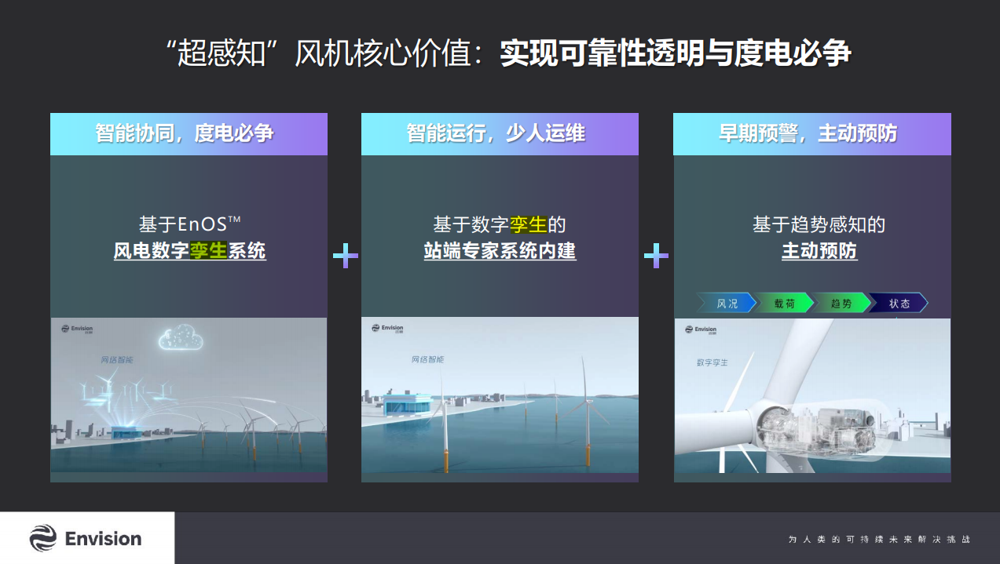 “超感知”风机核心价值：实现可靠性透明与度电必争
智能协同，度电必争
基于EnOS™
风电数字孪生系统
Envision
远景
网络智能
智能运行，少人运维
基于数字孪生的
站端专家系统内建
Envision
远景
网络智能
早期预警，主动预防
基于趋势感知的
主动预防
风况
载荷
趋势
状态
Envision
远景
数字孪生
Envision
为人类的可持续未来解决挑战